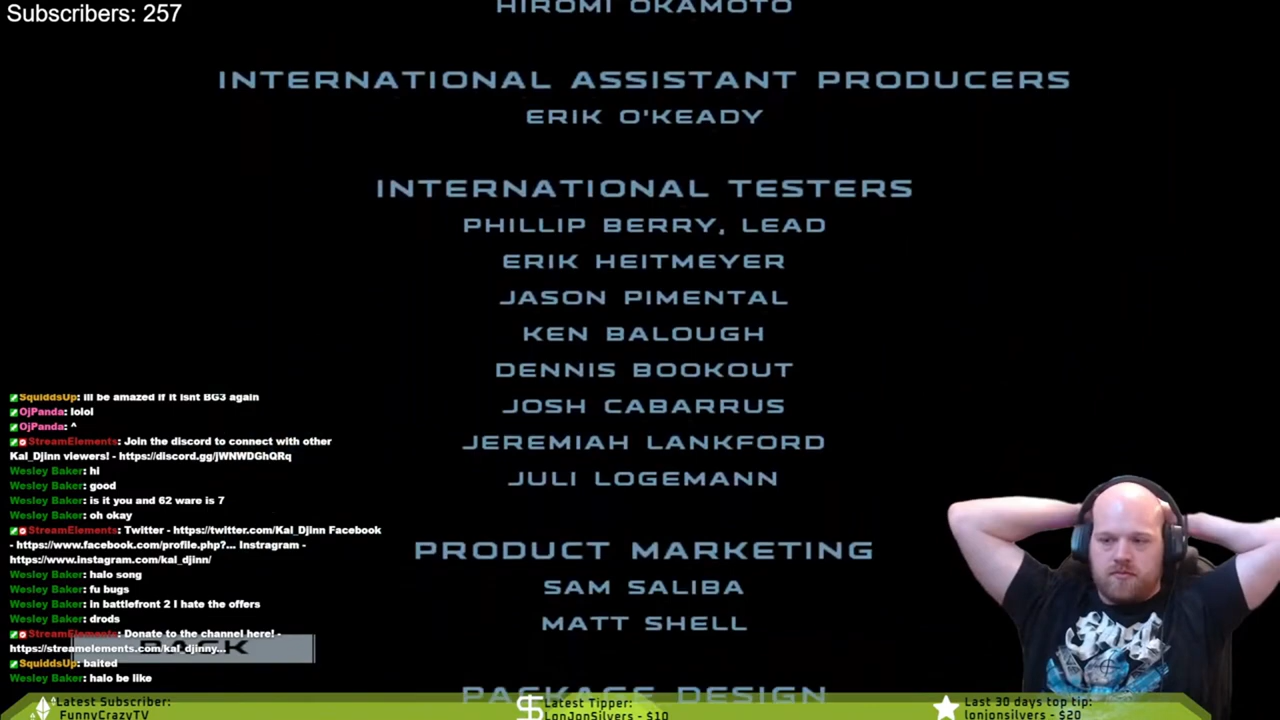 Subscribers: 257
HIROMI OKAMOTO
INTERNATIONAL ASSISTANT PRODUCERS
ERIK O'KEADY
INTERNATIONAL TESTERS
PHILLIP BERRY, LEAD
ERIK HEITMEYER
JASON PIMENTAL
KEN BALOUGH
DENNIS BOOKOUT
JOSH CABARRUS
JEREMIAH LANKFORD
JULI LOGEMANN
PRODUCT MARKETING
SAM SALIBA
MATT SHELL
PACKAGE DESIGN
SquiddsUp: ill be amazed if it isnt BG3 again
OjPanda: lolol
OjPanda: ^
StreamElements: Join the discord to connect with other
Kal_Djinn viewers! - https://discord.gg/jWNWDGhQRq
Wesley Baker: hi
Wesley Baker: good
Wesley Baker: is it you and 62 ware is 7
Wesley Baker: oh okay
StreamElements: Twitter - https://twitter.com/Kal_Djinn Facebook
- https://www.facebook.com/profile.php?... Instragram -
https://www.instagram.com/kal_djinn/
Wesley Baker: halo song
Wesley Baker: fu bugs
Wesley Baker: in battlefront 2 I hate the offers
Wesley Baker: drods
StreamElements: Donate to the channel here! -
https://streamelements.com/kal_djinny...
BACK
SquiddsUp: baited
Wesley Baker: halo be like
Latest Subscriber:
FunnyCrazyTV
Latest Tipper:
LonJonSilvers - $10
Last 30 days top tip:
lonjonsilvers - $20